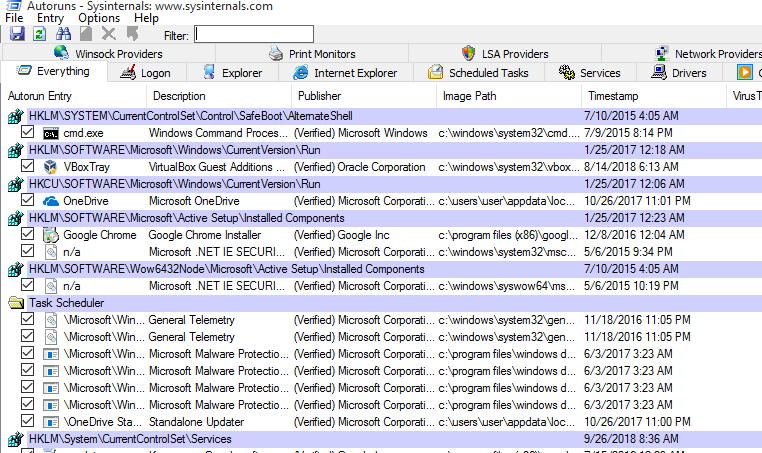 Autoruns - Sysinternals: www.sysinternals.com
File Entry Options Help
Filter:
Winsock Providers Print Monitors LSA Providers Network Providers
Everything Logon Explorer Internet Explorer Scheduled Tasks Services Drivers
Autorun Entry Description Publisher Image Path Timestamp VirusT
HKLM\SYSTEM\CurrentControlSet\Control\SafeBoot\AlternateShell 7/10/2015 4:05 AM
cmd.exe Windows Command Proces... (Verified) Microsoft Windows c:\windows\system32\cmd.... 7/9/2015 8:14 PM
HKLM\SOFTWARE\Microsoft\Windows\CurrentVersion\Run 1/25/2017 12:18 AM
VBoxTray VirtualBox Guest Additions ... (Verified) Oracle Corporation c:\windows\system32\vbox... 8/14/2018 6:13 AM
HKCU\SOFTWARE\Microsoft\Windows\CurrentVersion\Run 1/25/2017 12:06 AM
OneDrive Microsoft OneDrive (Verified) Microsoft Corporati... c:\users\user\appdata\loc... 10/26/2017 11:01 PM
HKLM\SOFTWARE\Microsoft\Active Setup\Installed Components 1/25/2017 12:23 AM
Google Chrome Google Chrome Installer (Verified) Google Inc c:\program files (x86)\googl... 12/8/2016 12:04 AM
n/a Microsoft .NET IE SECURI... (Verified) Microsoft Corporati... c:\windows\system32\msc... 5/6/2015 9:34 PM
HKLM\SOFTWARE\Wow6432Node\Microsoft\Active Setup\Installed Components 7/10/2015 4:05 AM
n/a Microsoft .NET IE SECURI... (Verified) Microsoft Corporati... c:\windows\syswow64\ms... 5/6/2015 10:19 PM
Task Scheduler
\Microsoft\Win... General Telemetry (Verified) Microsoft Corporati... c:\windows\system32\gen... 11/18/2016 11:05 PM
\Microsoft\Win... General Telemetry (Verified) Microsoft Corporati... c:\windows\system32\gen... 11/18/2016 11:05 PM
\Microsoft\Win... Microsoft Malware Protectio... (Verified) Microsoft Corporati... c:\program files\windows d... 6/3/2017 3:23 AM
\Microsoft\Win... Microsoft Malware Protectio... (Verified) Microsoft Corporati... c:\program files\windows d... 6/3/2017 3:23 AM
\Microsoft\Win... Microsoft Malware Protectio... (Verified) Microsoft Corporati... c:\program files\windows d... 6/3/2017 3:23 AM
\Microsoft\Win... Microsoft Malware Protectio... (Verified) Microsoft Corporati... c:\program files\windows d... 6/3/2017 3:23 AM
\OneDrive Sta... Standalone Updater (Verified) Microsoft Corporati... c:\users\user\appdata\loc... 10/26/2017 11:00 PM
HKLM\System\CurrentControlSet\Services 9/26/2018 8:36 AM